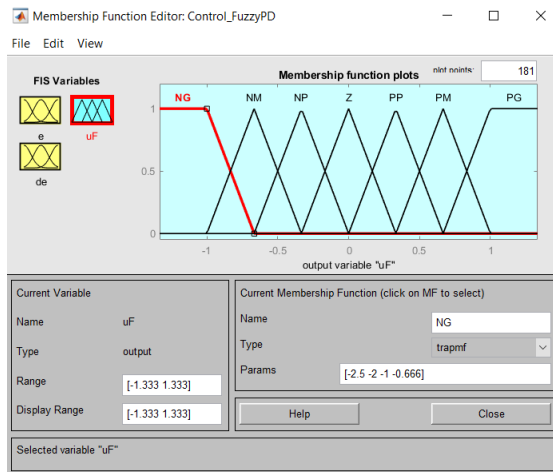 Membership Function Editor: Control_FuzzyPD
File Edit View
FIS Variables
e
uF
de
Membership function plots
plot points:
181
NG NM NP Z PP PM PG
1
0.5
0
-1 -0.5 0 0.5 1
output variable "uF"
Current Variable
Name uF
Type output
Range [-1.333 1.333]
Display Range [-1.333 1.333]
Current Membership Function (click on MF to select)
Name NG
Type trapmf
Params [-2.5 -2 -1 -0.666]
Help Close
Selected variable "uF"